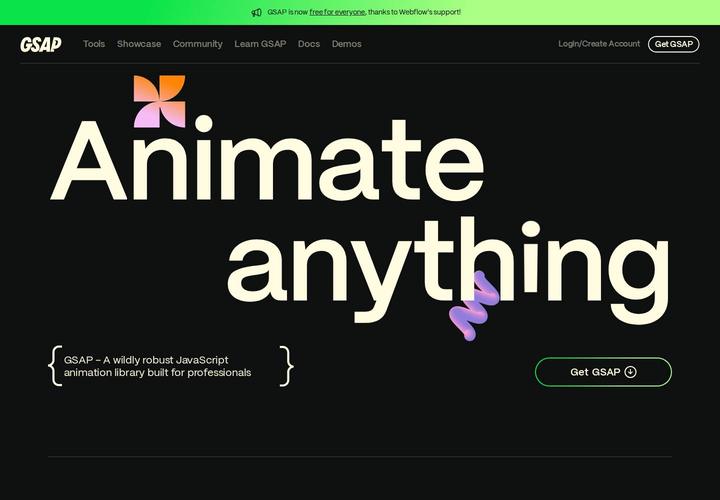 GSAP is now free for everyone, thanks to Webflow's support!
GSAP
Tools
Showcase
Community
Learn GSAP
Docs
Demos
Login/Create Account
Get GSAP
Animate
anything
{ GSAP – A wildly robust JavaScript
animation library built for professionals }
Get GSAP